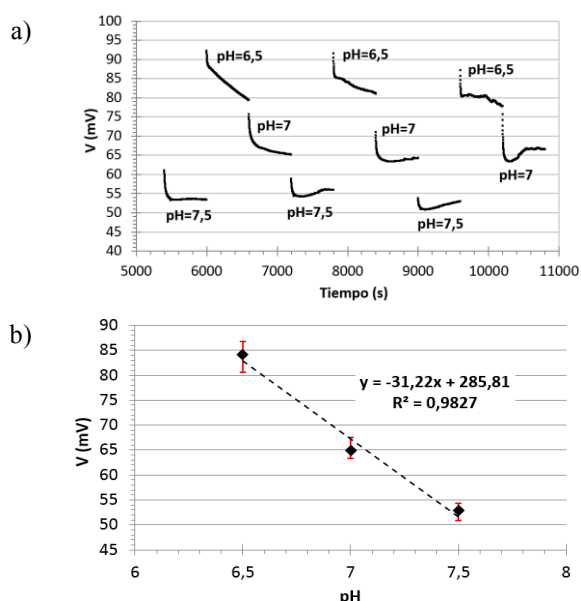 a)
V (mV)
100
95
90
85
80
75
70
65
60
55
50
45
40
pH=6,5
pH=6,5
pH=6,5
pH=7
pH=7
pH=7
pH=7,5
pH=7,5
pH=7,5
5000 6000 7000 8000 9000 10000 11000
Tiempo (s)
b)
V (mV)
90
85
80
75
70
65
60
55
50
45
y = -31,22x + 285,81
R² = 0,9827
6 6,5 7 7,5 8
pH